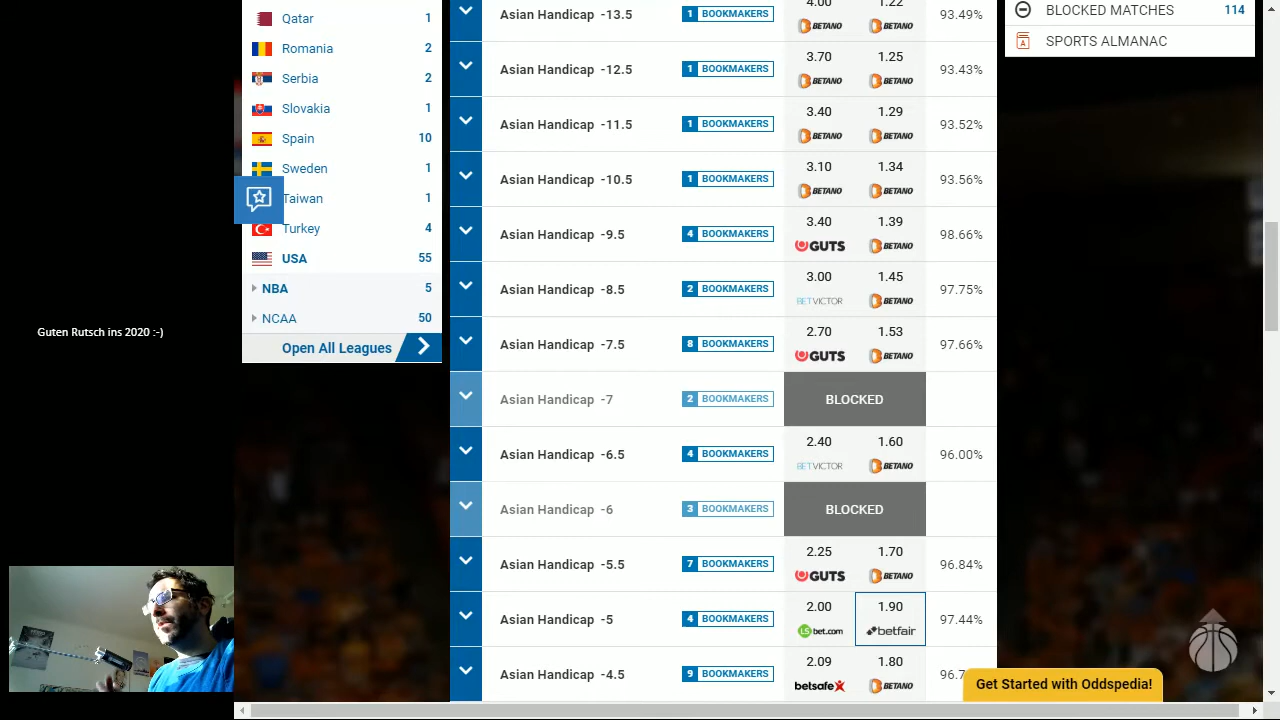 Qatar 1
Romania 2
Serbia 2
Slovakia 1
Spain 10
Sweden 1
Taiwan 1
Turkey 4
USA 55
NBA 5
NCAA 50
Open All Leagues
Guten Rutsch ins 2020 :-)
Asian Handicap -13.5 1 BOOKMAKERS 4.00 1.22 93.49%
BETANO BETANO
Asian Handicap -12.5 1 BOOKMAKERS 3.70 1.25 93.43%
BETANO BETANO
Asian Handicap -11.5 1 BOOKMAKERS 3.40 1.29 93.52%
BETANO BETANO
Asian Handicap -10.5 1 BOOKMAKERS 3.10 1.34 93.56%
BETANO BETANO
Asian Handicap -9.5 4 BOOKMAKERS 3.40 1.39 98.66%
GUTS BETANO
Asian Handicap -8.5 2 BOOKMAKERS 3.00 1.45 97.75%
BETVICTOR BETANO
Asian Handicap -7.5 8 BOOKMAKERS 2.70 1.53 97.66%
GUTS BETANO
Asian Handicap -7 2 BOOKMAKERS BLOCKED
Asian Handicap -6.5 4 BOOKMAKERS 2.40 1.60 96.00%
BETVICTOR BETANO
Asian Handicap -6 3 BOOKMAKERS BLOCKED
Asian Handicap -5.5 7 BOOKMAKERS 2.25 1.70 96.84%
GUTS BETANO
Asian Handicap -5 4 BOOKMAKERS 2.00 1.90 97.44%
LS bet.com betfair
Asian Handicap -4.5 9 BOOKMAKERS 2.09 1.80
betsafe BETANO
BLOCKED MATCHES 114
SPORTS ALMANAC
Get Started with Oddspedia!